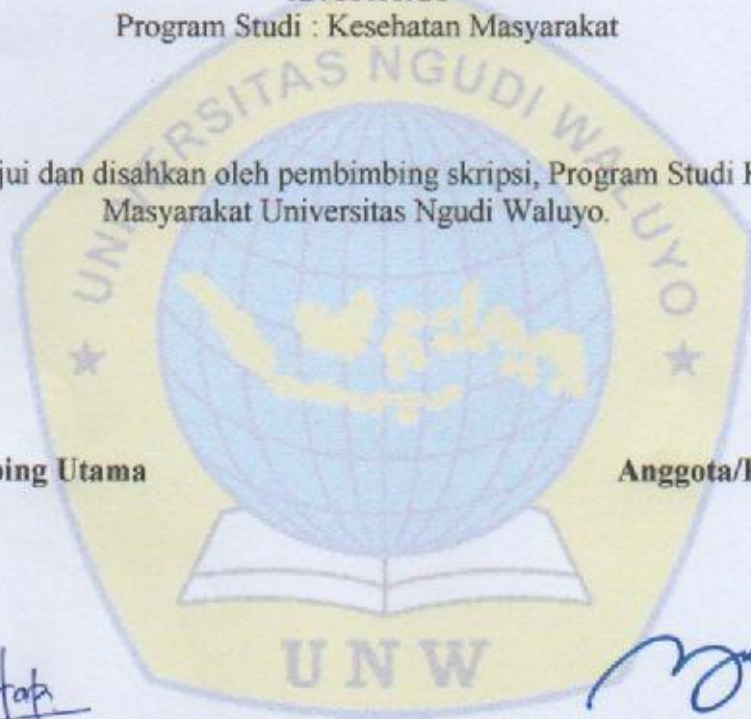 Program Studi : Kesehatan Masyarakat
UNIVERSITAS NGUDI WALUYO
jui dan disahkan oleh pembimbing skripsi, Program Studi K
Masyarakat Universitas Ngudi Waluyo.
bing Utama
Anggota/
UNW